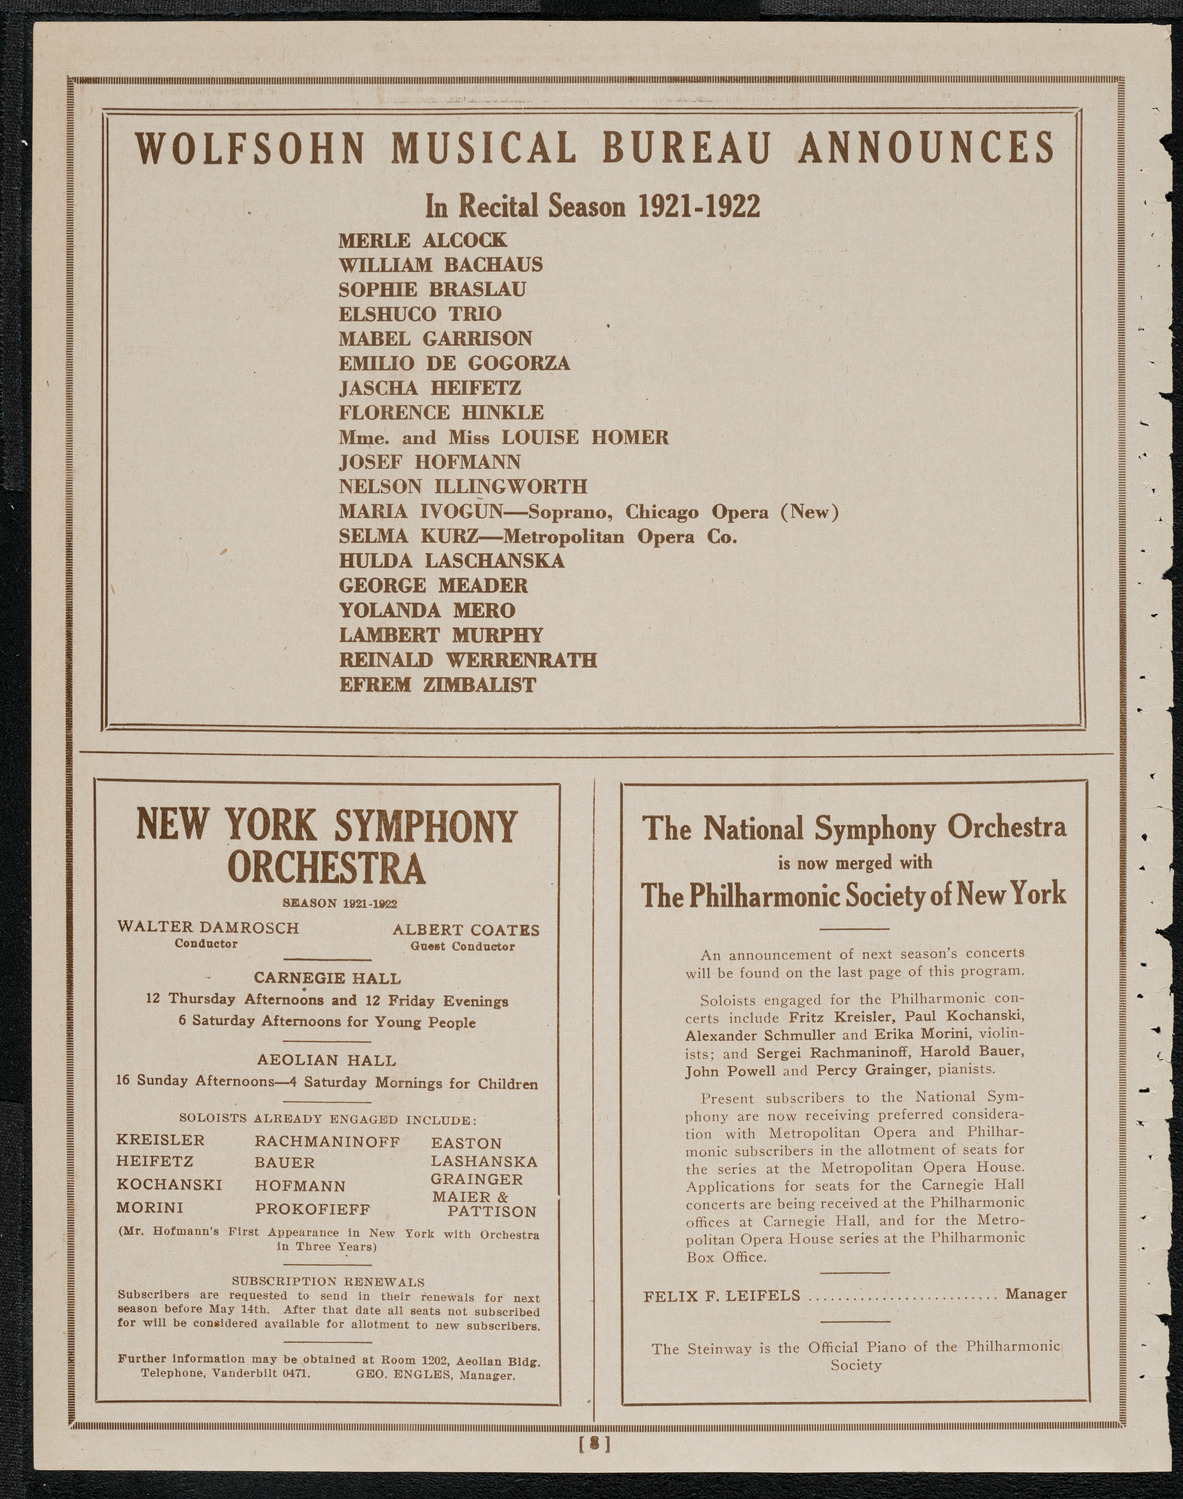 WOLFSOHN MUSICAL BUREAU ANNOUNCES
In Recital Season 1921-1922
MERLE ALCOCK
WILLIAM BACHAUS
SOPHIE BRASLAU
ELSHUCO TRIO
MABEL GARRISON
EMILIO DE GOGORZA
JASCHA HEIFETZ
FLORENCE HINKLE
Mme. and Miss LOUISE HOMER
JOSEF HOFMANN
NELSON ILLINGWORTH
MARIA IVOGUN—Soprano, Chicago Opera (New)
SELMA KURZ—Metropolitan Opera Co.
HULDA LASCHANSKA
GEORGE MEADER
YOLANDA MERO
LAMBERT MURPHY
REINALD WERRENRATH
EFREM ZIMBALIST
NEW YORK SYMPHONY
ORCHESTRA
SEASON 1921-1922
WALTER DAMROSCH ALBERT COATES
Conductor Guest Conductor
CARNEGIE HALL
12 Thursday Afternoons and 12 Friday Evenings
6 Saturday Afternoons for Young People
AEOLIAN HALL
16 Sunday Afternoons—4 Saturday Mornings for Children
SOLOISTS ALREADY ENGAGED INCLUDE:
KREISLER RACHMANINOFF EASTON
HEIFETZ BAUER LASHANSKA
KOCHANSKI HOFMANN GRAINGER
MORINI PROKOFIEFF MAIER &
PATTISON
(Mr. Hofmann's First Appearance in New York with Orchestra
in Three Years)
SUBSCRIPTION RENEWALS
Subscribers are requested to send in their renewals for next
season before May 14th. After that date all seats not subscribed
for will be considered available for allotment to new subscribers.
Further information may be obtained at Room 1202, Aeolian Bldg.
Telephone, Vanderbilt 0471. GEO. ENGLES, Manager.
The National Symphony Orchestra
is now merged with
The Philharmonic Society of New York
An announcement of next season's concerts
will be found on the last page of this program.
Soloists engaged for the Philharmonic con-
certs include Fritz Kreisler, Paul Kochanski,
Alexander Schmuller and Erika Morini, violin-
ists; and Sergei Rachmaninoff, Harold Bauer,
John Powell and Percy Grainger, pianists.
Present subscribers to the National Sym-
phony are now receiving preferred considera-
tion with Metropolitan Opera and Philhar-
monic subscribers in the allotment of seats for
the series at the Metropolitan Opera House.
Applications for seats for the Carnegie Hall
concerts are being received at the Philharmonic
offices at Carnegie Hall, and for the Metro-
politan Opera House series at the Philharmonic
Box Office.
FELIX F. LEIFELS ......................... Manager
The Steinway is the Official Piano of the Philharmonic
Society
[ 8 ]